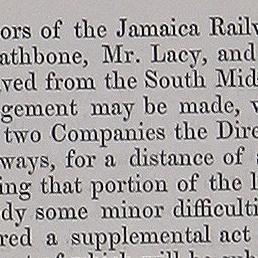 ors of the Jamaica Railw
athbone, Mr. Lacy, and
ved from the South Mid
gement may be made, w
two Companies the Dire
ways, for a distance of
ing that portion of the l
dy some minor difficulti
red a supplemental act